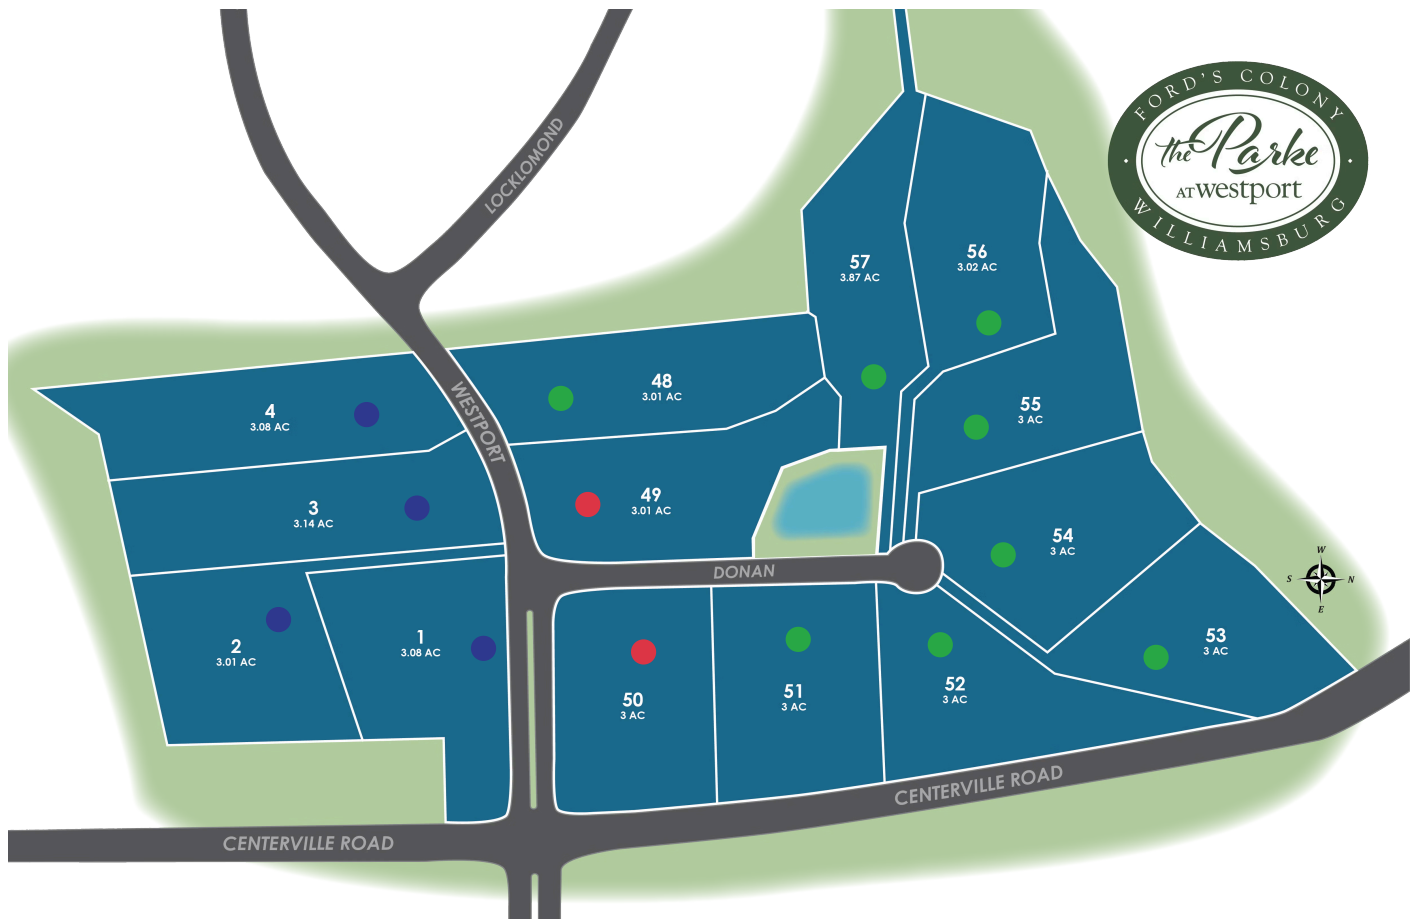 FORD'S COLONY
the Parke
AT westport
WILLIAMSBURG
LOCKLOMOND
WESTPORT
57
3.87 AC
56
3.02 AC
4
3.08 AC
48
3.01 AC
55
3 AC
3
3.14 AC
49
3.01 AC
54
3 AC
DONAN
W
S
N
E
2
3.01 AC
1
3.08 AC
50
3 AC
51
3 AC
52
3 AC
53
3 AC
CENTERVILLE ROAD
CENTERVILLE ROAD